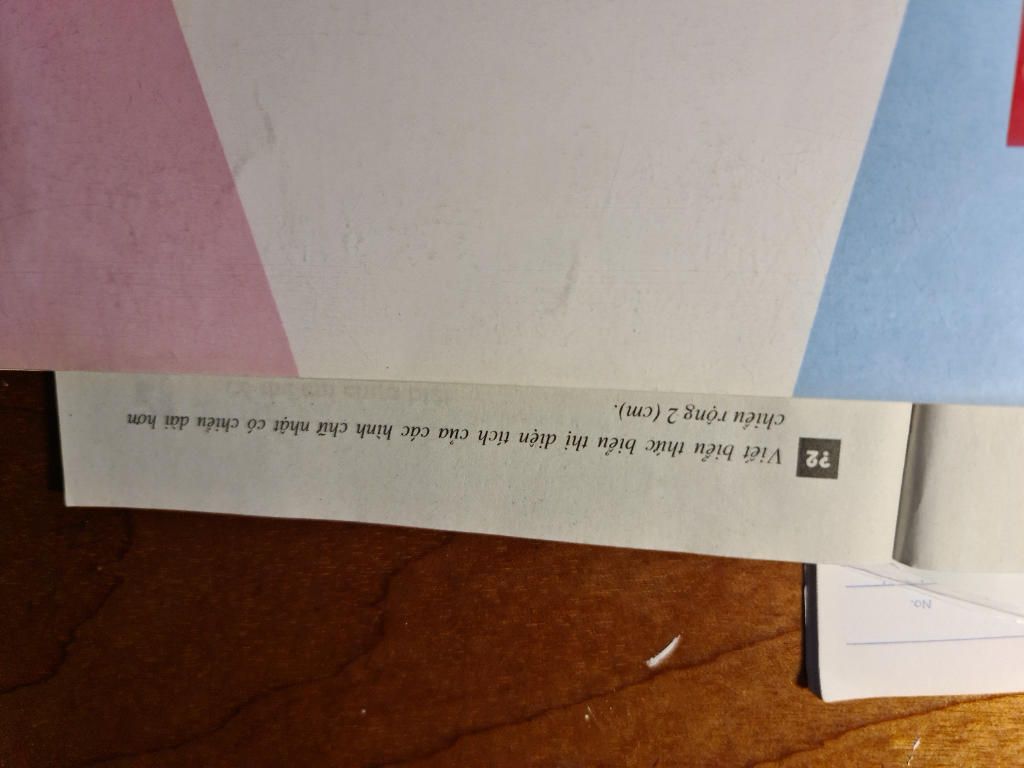 ?2 Viết biểu thức biểu thị diện tích của các hình chữ nhật có chiều dài hơn
chiều rộng 2 (cm).
No.